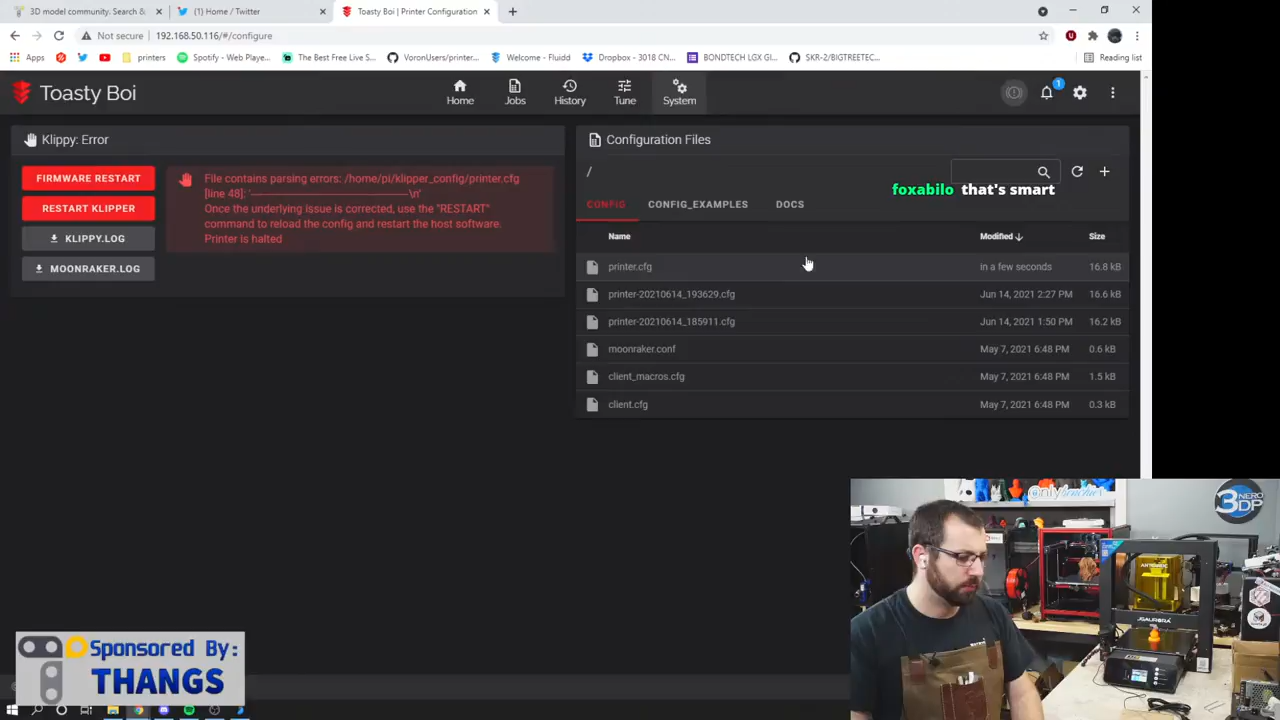 3D model community. Search &
(1) Home / Twitter
Toasty Boi | Printer Configuration
Not secure | 192.168.50.116/#/configure
Apps
printers
Spotify - Web Playe...
The Best Free Live S...
VoronUsers/printer...
Welcome - Fluidd
Dropbox - 3018 CN...
BONDTECH LGX GI...
SKR-2/BIGTREETEC...
Reading list
Toasty Boi
Home
Jobs
History
Tune
System
1
Klippy: Error
FIRMWARE RESTART
RESTART KLIPPER
KLIPPY.LOG
MOONRAKER.LOG
File contains parsing errors: /home/pi/klipper_config/printer.cfg
[line 48]: '----------------------------------------\n'
Once the underlying issue is corrected, use the "RESTART"
command to reload the config and restart the host software.
Printer is halted
Configuration Files
/
foxabilo that's smart
CONFIG
CONFIG_EXAMPLES
DOCS
Name
Modified
Size
printer.cfg
in a few seconds
16.8 kB
printer-20210614_193629.cfg
Jun 14, 2021 2:27 PM
16.6 kB
printer-20210614_185911.cfg
Jun 14, 2021 1:50 PM
16.2 kB
moonraker.conf
May 7, 2021 6:48 PM
0.6 kB
client_macros.cfg
May 7, 2021 6:48 PM
1.5 kB
client.cfg
May 7, 2021 6:48 PM
0.3 kB
3
NERO
3DP
JGAURORA
Sponsored By:
THANGS